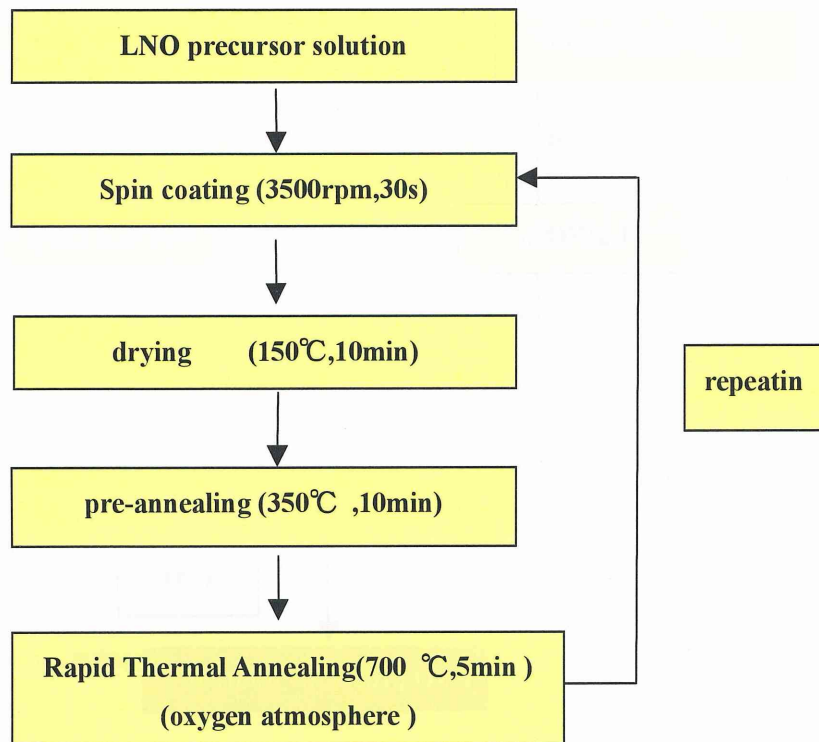 LNO precursor solution
Spin coating (3500rpm,30s)
drying (150℃,10min)
repeatin
pre-annealing (350℃ ,10min)
Rapid Thermal Annealing(700 ℃,5min )
(oxygen atmosphere )